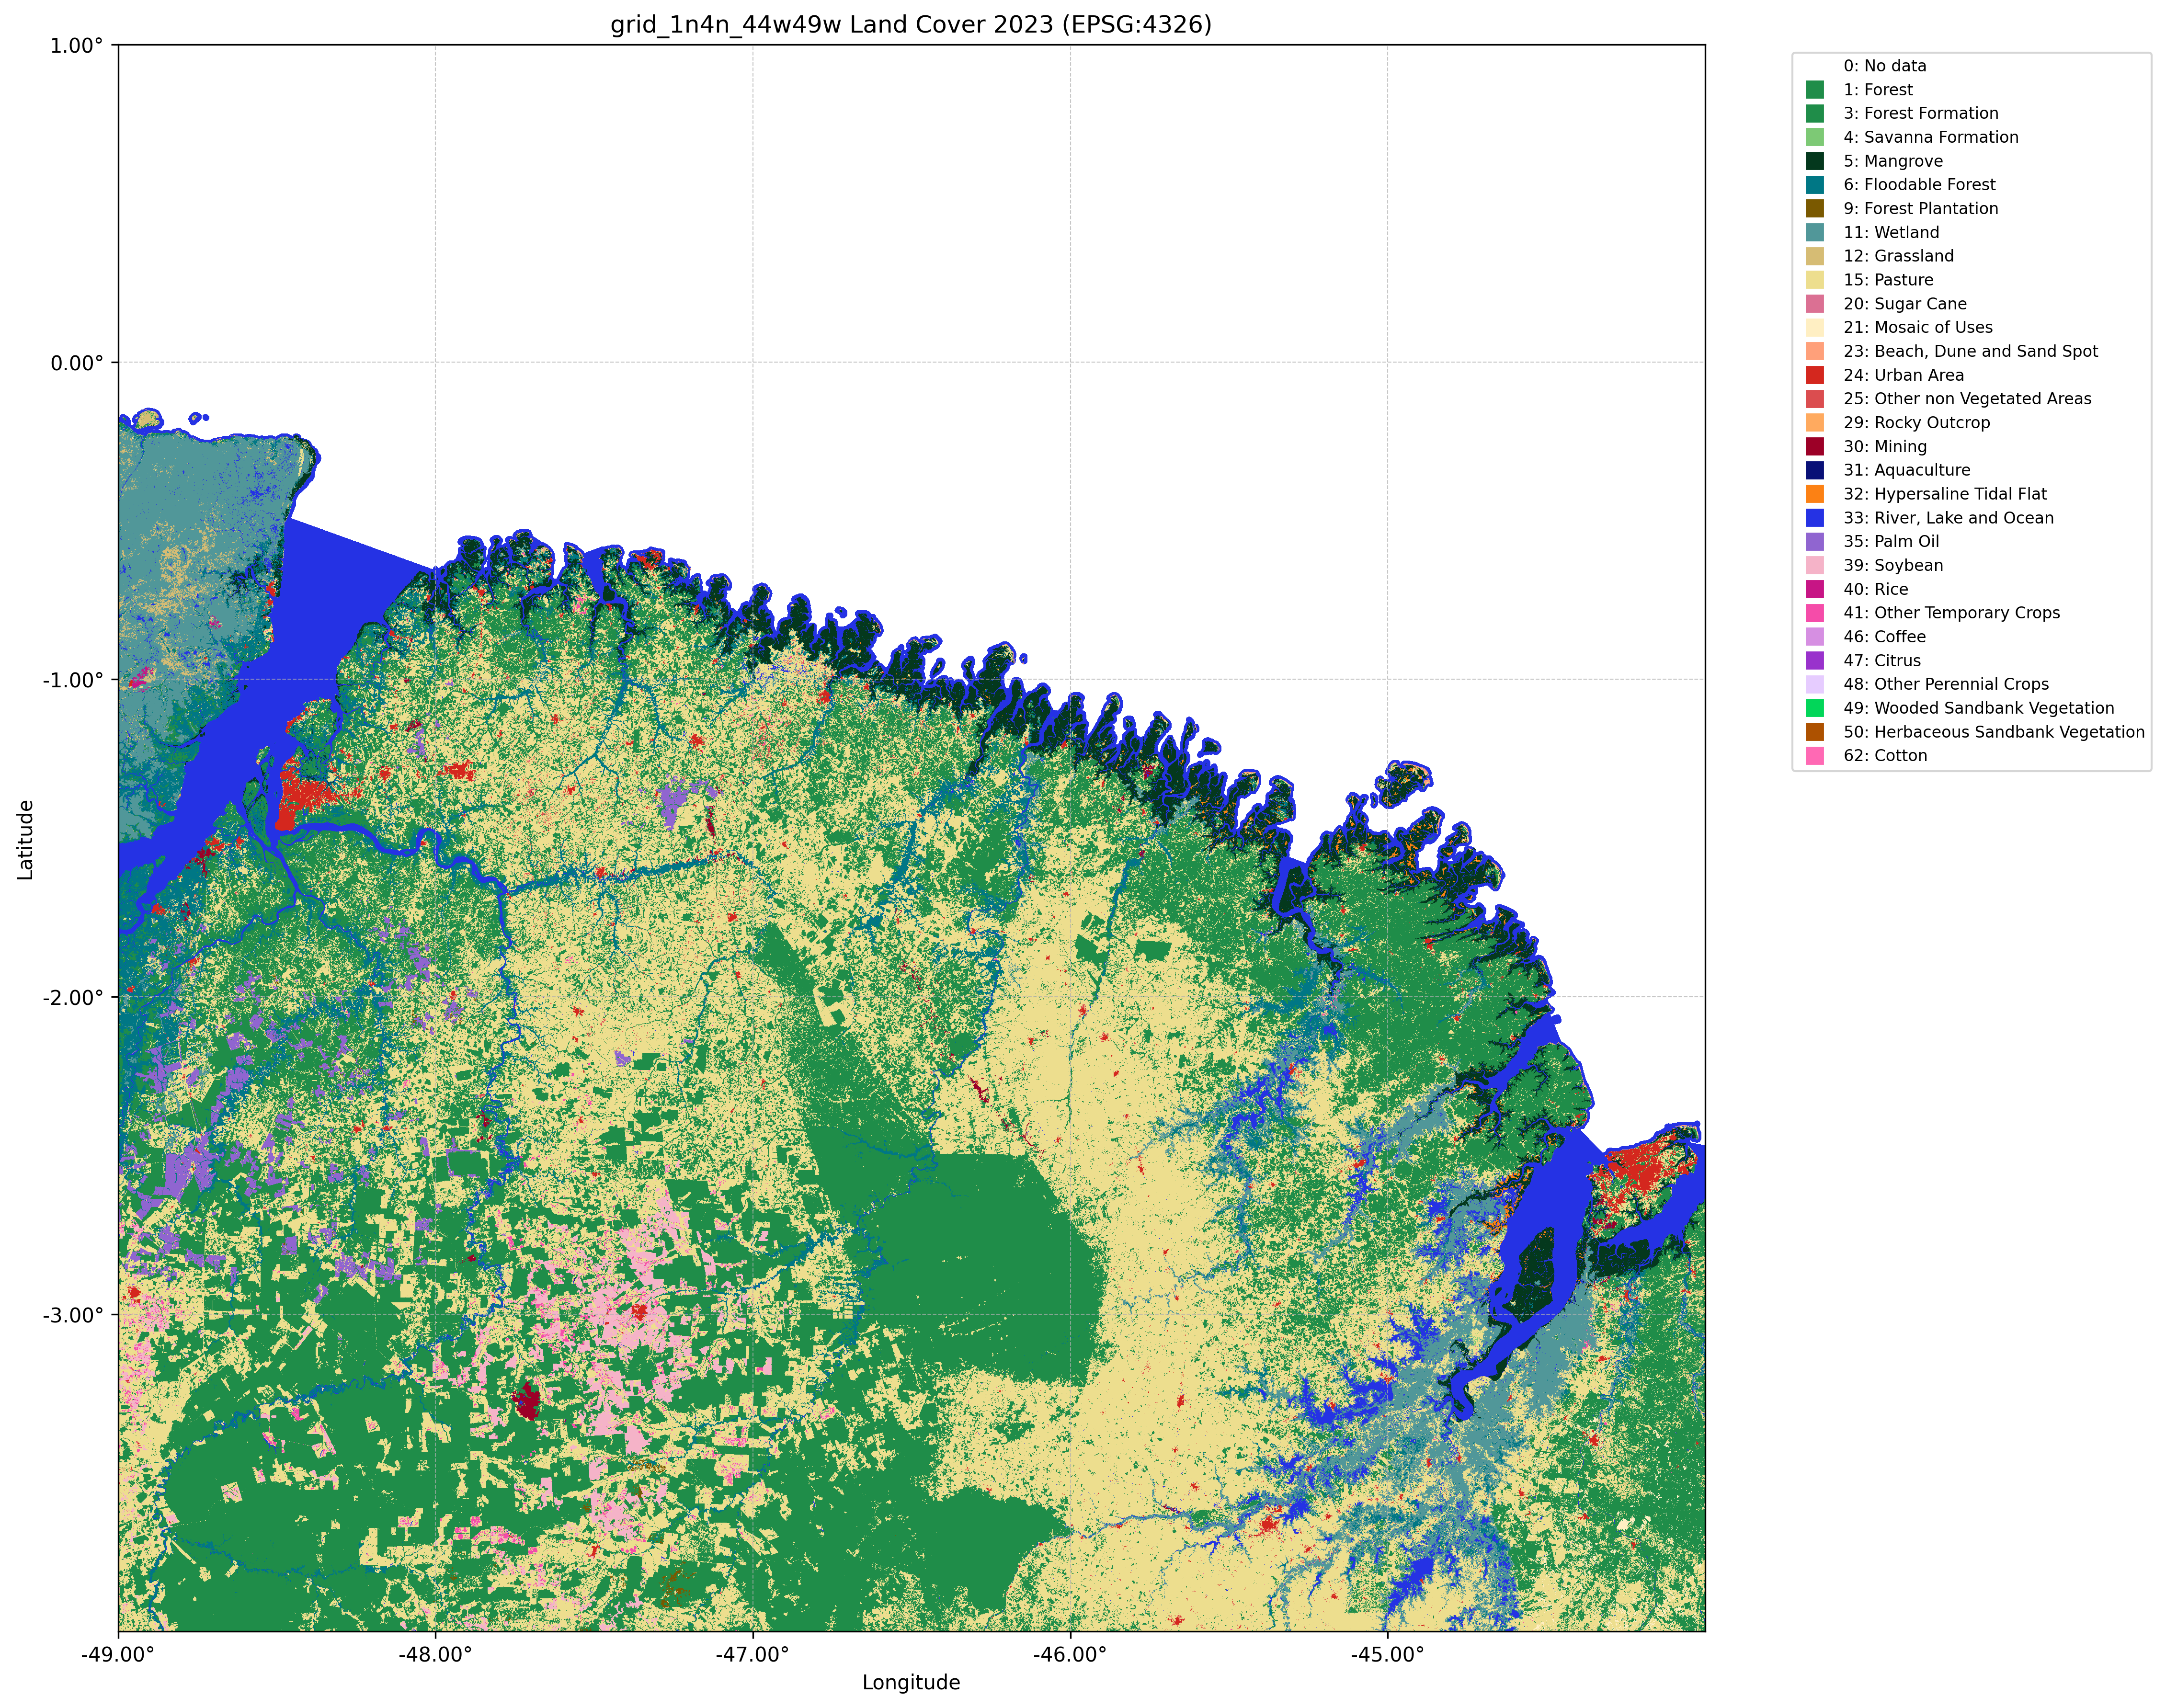 grid_1n4n_44w49w Land Cover 2023 (EPSG:4326)
1.00°
0.00°
-1.00°
-2.00°
-3.00°
Latitude
-49.00°
-48.00°
-47.00°
-46.00°
-45.00°
Longitude
0: No data
1: Forest
3: Forest Formation
4: Savanna Formation
5: Mangrove
6: Floodable Forest
9: Forest Plantation
11: Wetland
12: Grassland
15: Pasture
20: Sugar Cane
21: Mosaic of Uses
23: Beach, Dune and Sand Spot
24: Urban Area
25: Other non Vegetated Areas
29: Rocky Outcrop
30: Mining
31: Aquaculture
32: Hypersaline Tidal Flat
33: River, Lake and Ocean
35: Palm Oil
39: Soybean
40: Rice
41: Other Temporary Crops
46: Coffee
47: Citrus
48: Other Perennial Crops
49: Wooded Sandbank Vegetation
50: Herbaceous Sandbank Vegetation
62: Cotton